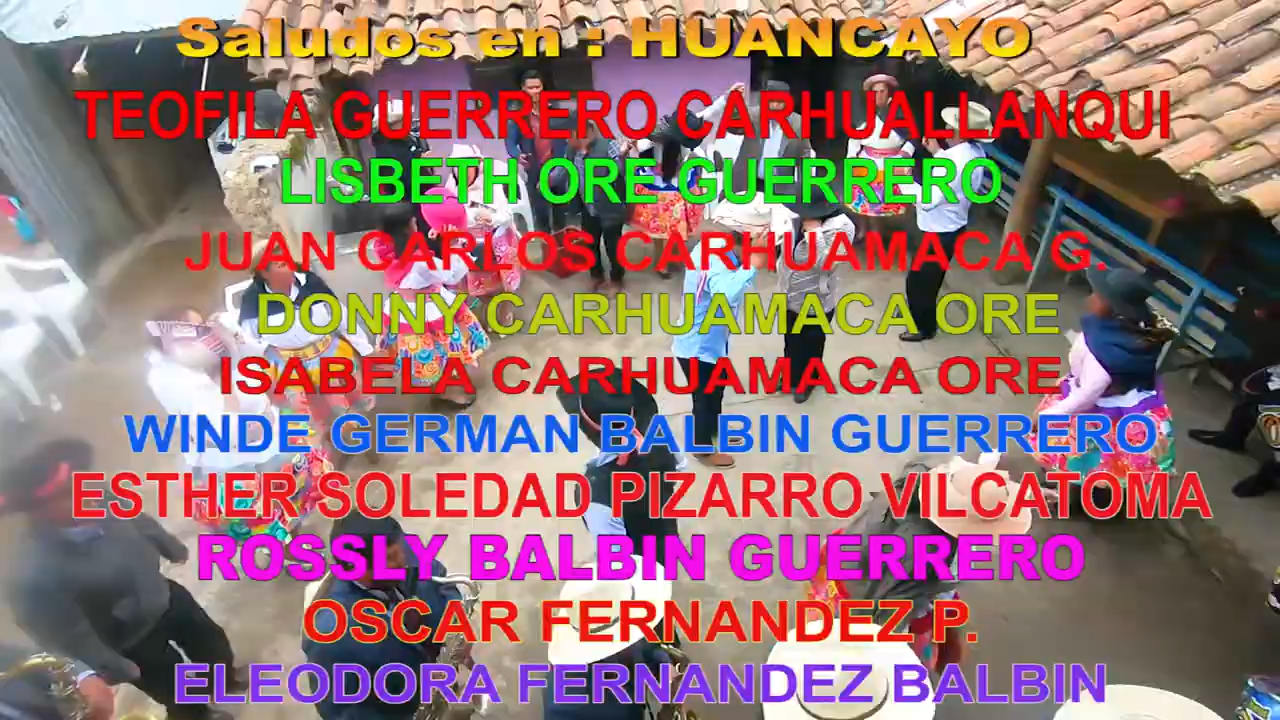 Saludos en : HUANCAYO
TEOFILA GUERRERO CARHUALLANQUI
LISBETH ORE GUERRERO
JUAN CARLOS CARHUAMACA G.
DONNY CARHUAMACA ORE
ISABELA CARHUAMACA ORE
WINDE GERMAN BALBIN GUERRERO
ESTHER SOLEDAD PIZARRO VILCATOMA
ROSSLY BALBIN GUERRERO
OSCAR FERNANDEZ P.
ELEODORA FERNANDEZ BALBIN